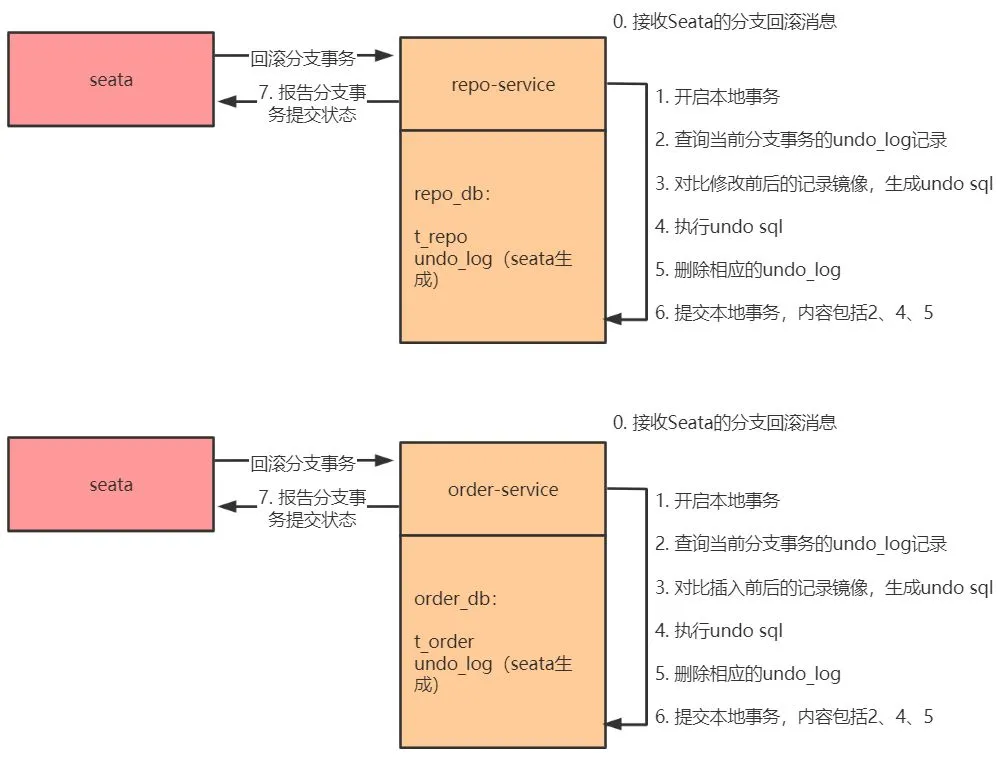 0. 接收Seata的分支回滚消息
seata
回滚分支事务
7. 报告分支事
务提交状态
repo-service
repo_db：
t_repo
undo_log（seata生
成）
1. 开启本地事务
2. 查询当前分支事务的undo_log记录
3. 对比修改前后的记录镜像，生成undo sql
4. 执行undo sql
5. 删除相应的undo_log
6. 提交本地事务，内容包括2、4、5
0. 接收Seata的分支回滚消息
seata
回滚分支事务
7. 报告分支事
务提交状态
order-service
order_db：
t_order
undo_log（seata生
成）
1. 开启本地事务
2. 查询当前分支事务的undo_log记录
3. 对比插入前后的记录镜像，生成undo sql
4. 执行undo sql
5. 删除相应的undo_log
6. 提交本地事务，内容包括2、4、5